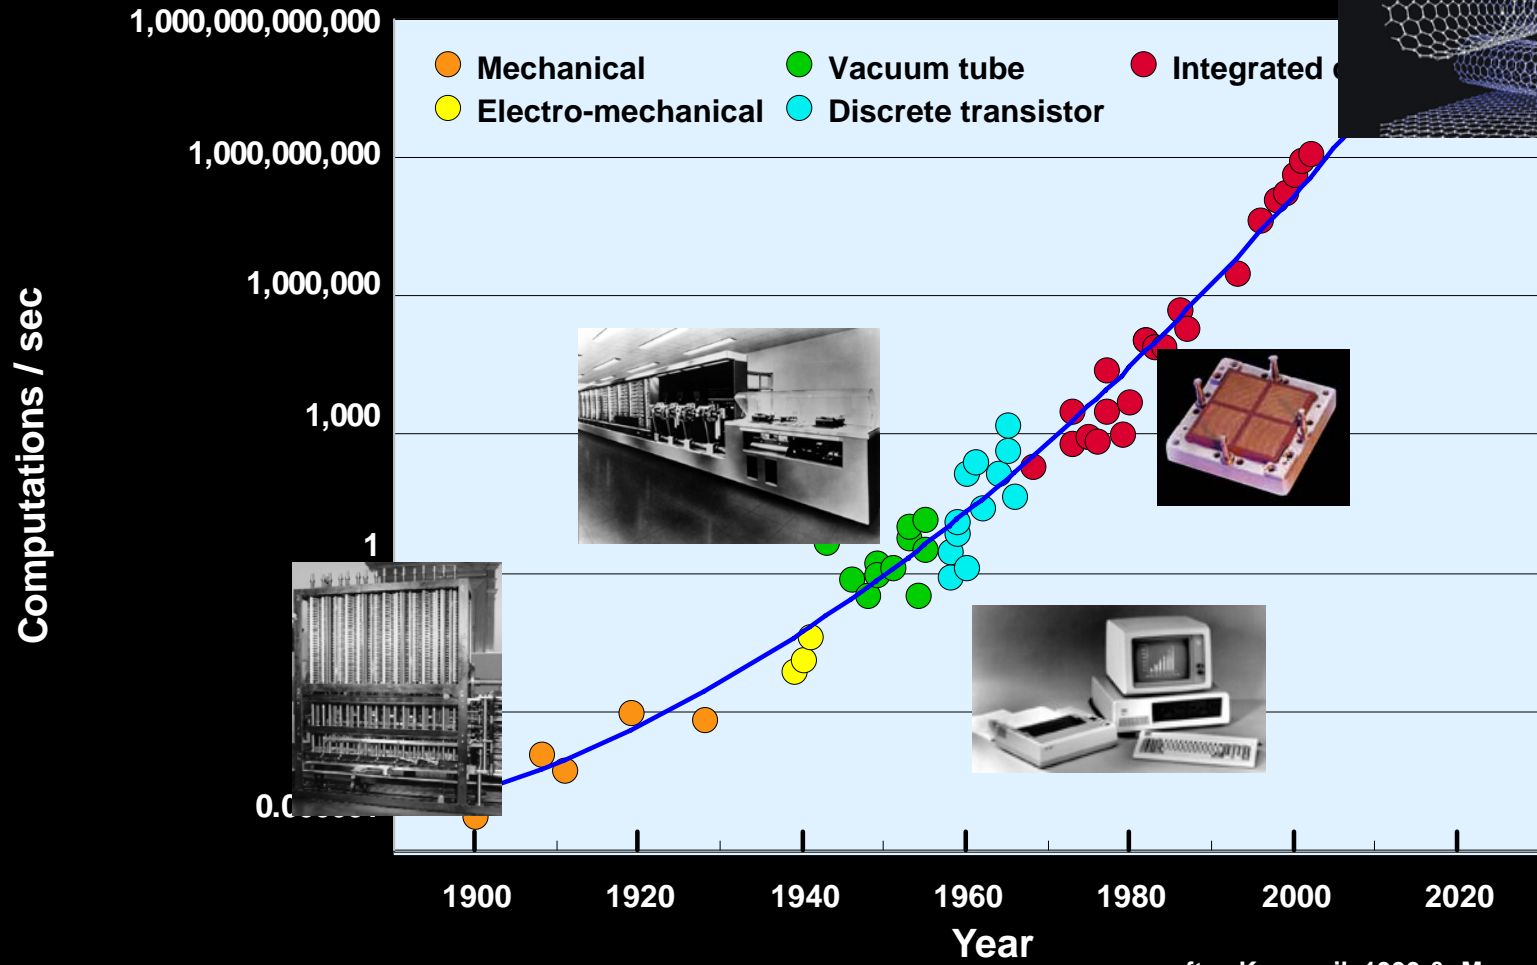 1,000,000,000,000
Mechanical
Vacuum tube
Integrated
Electro-mechanical
Discrete transistor
1,000,000,000
1,000,000
1,000
1
Computations / sec
1900 1920 1940 1960 1980 2000 2020
Year